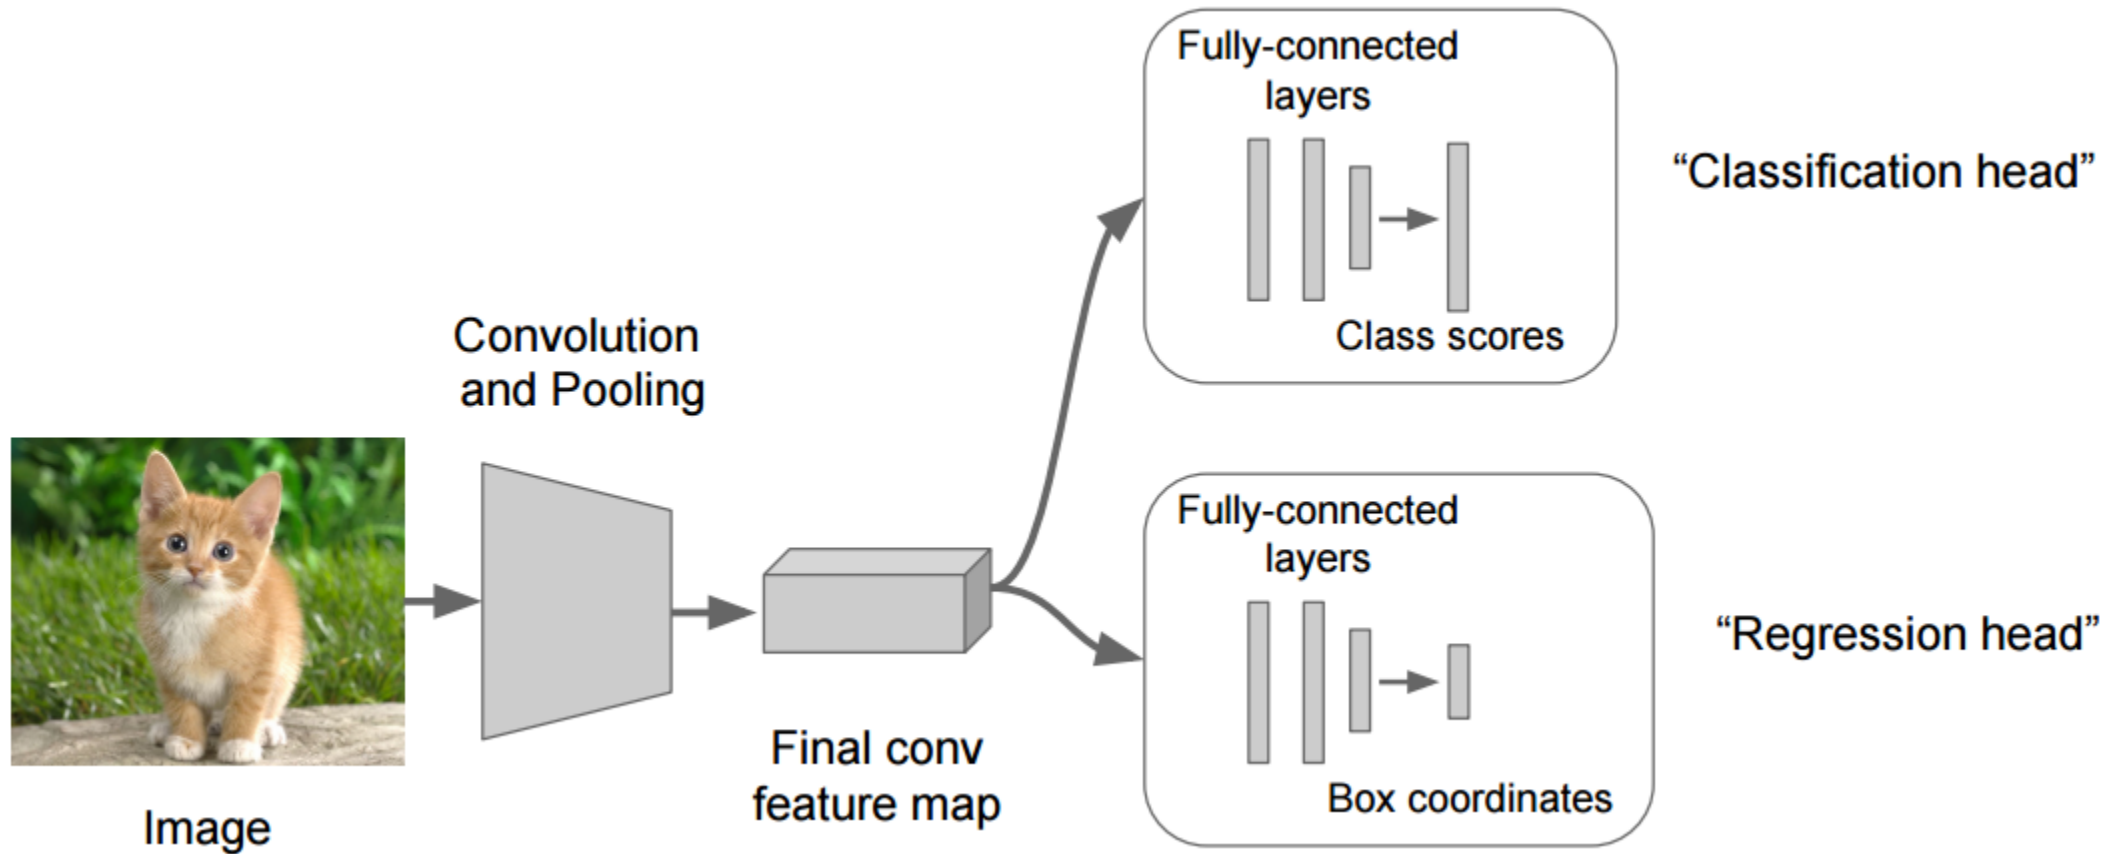 Fully-connected
layers
Class scores
“Classification head”
Convolution
and Pooling
Image
Final conv
feature map
Fully-connected
layers
Box coordinates
“Regression head”